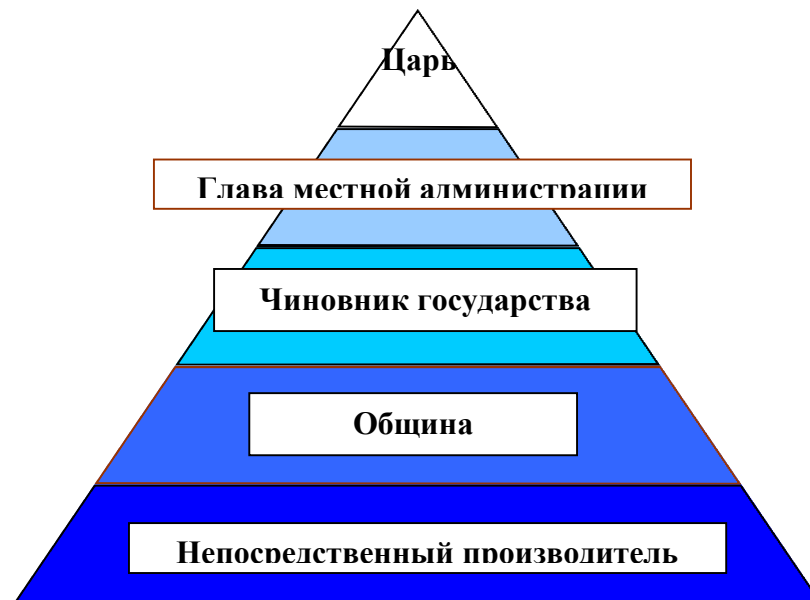 Царь
Глава местной администрации
Чиновник государства
Община
Непосредственный производитель